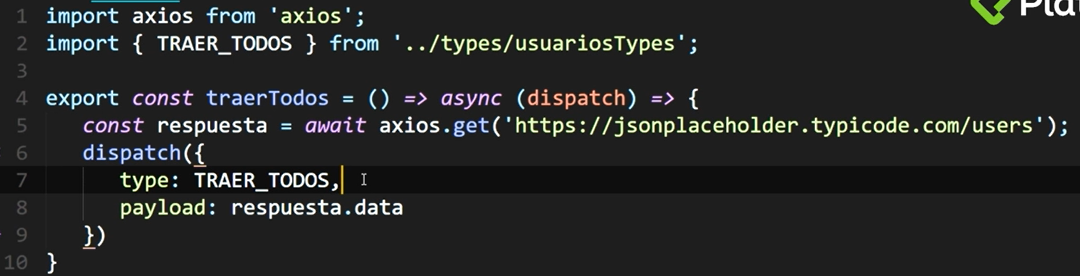 1 import axios from 'axios';
2 import { TRAER_TODOS } from '../types/usuariosTypes';
3
4 export const traerTodos = () => async (dispatch) => {
5 const respuesta = await axios.get('https://jsonplaceholder.typicode.com/users');
6 dispatch({
7 type: TRAER_TODOS,
8 payload: respuesta.data
9 })
10 }